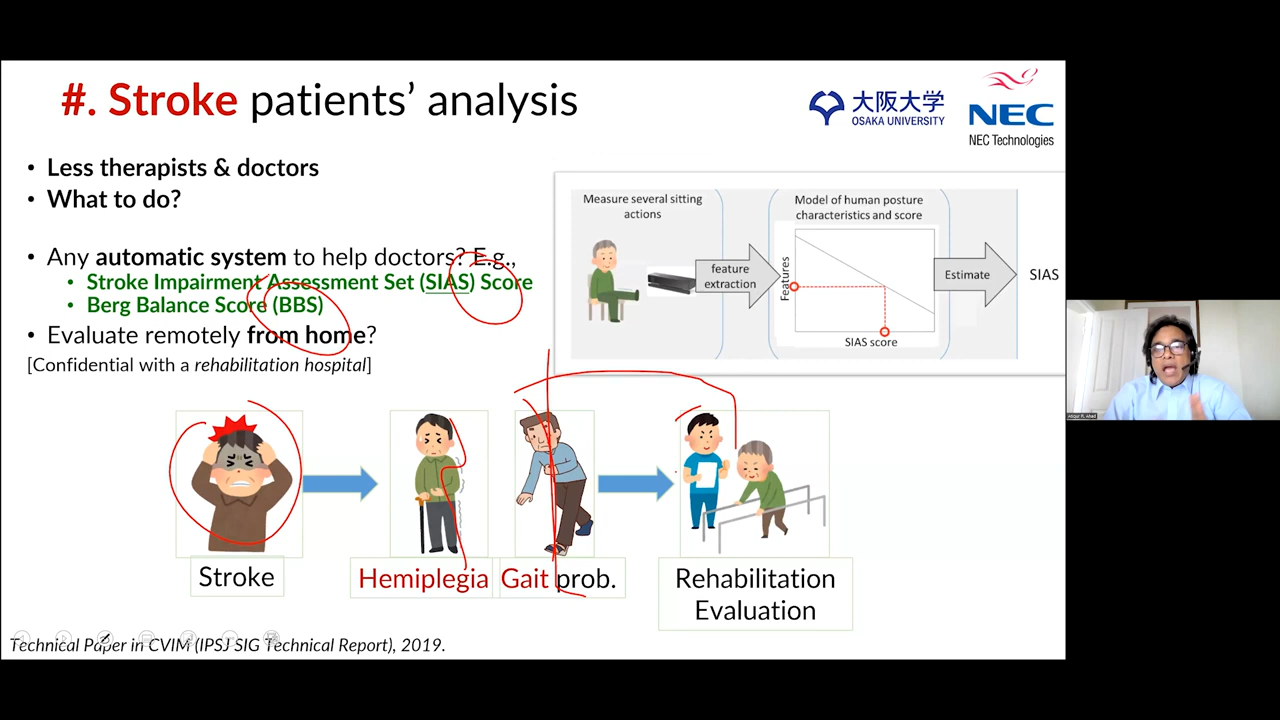 #. Stroke patients' analysis
大阪大学
OSAKA UNIVERSITY
NEC
NEC Technologies
• Less therapists & doctors
• What to do?
• Any automatic system to help doctors? E.g.,
• Stroke Impairment Assessment Set (SIAS) Score
• Berg Balance Score (BBS)
• Evaluate remotely from home?
[Confidential with a rehabilitation hospital]
Measure several sitting
actions
feature
extraction
Model of human posture
characteristics and score
Features
SIAS score
Estimate
SIAS
Stroke
Hemiplegia
Gait prob.
Rehabilitation
Evaluation
Technical Paper in CVIM (IPSJ SIG Technical Report), 2019.
Atiqur R. Ahad